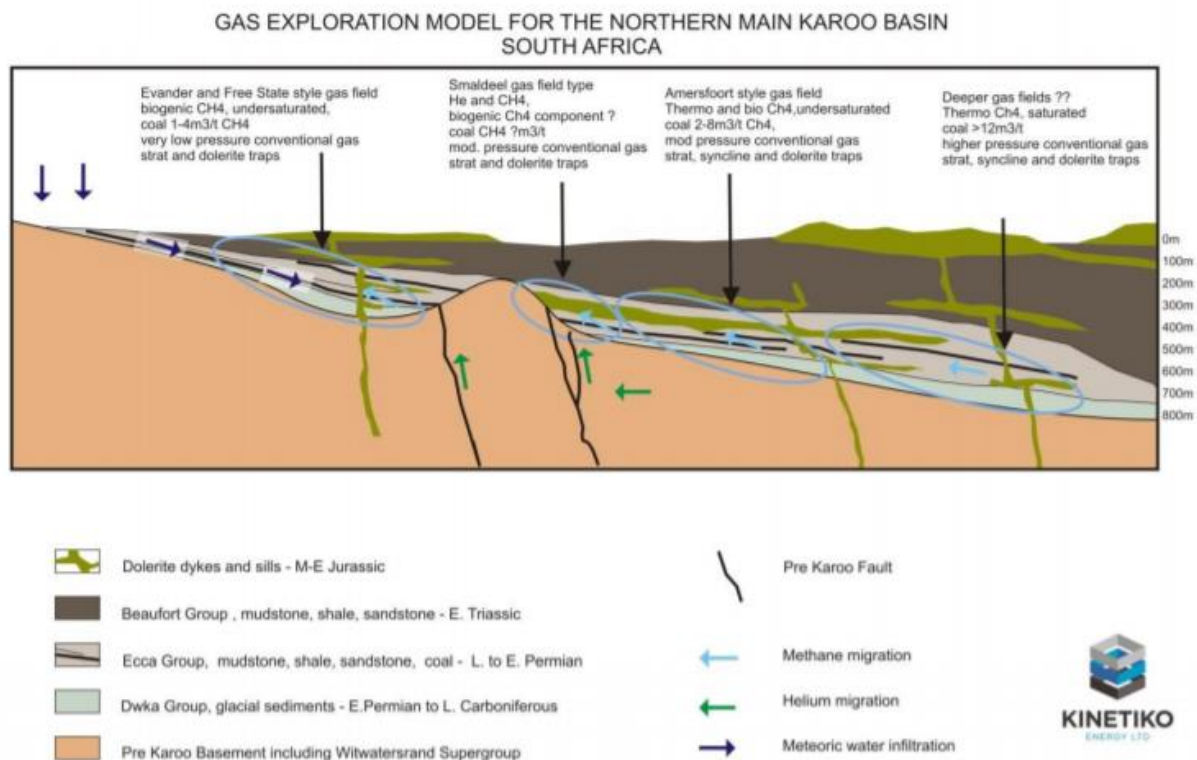 GAS EXPLORATION MODEL FOR THE NORTHERN MAIN KAROO BASIN
SOUTH AFRICA
Evander and Free State style gas field
biogenic CH4, undersaturated,
coal 1-4m3/t CH4
very low pressure conventional gas
strat and dolerite traps
Smaldeel gas field type
He and CH4,
biogenic Ch4 component ?
coal CH4 ?m3/t
mod. pressure conventional gas
strat and dolerite traps
Amersfoort style gas field
Thermo and bio Ch4,undersaturated
coal 2-8m3/t Ch4,
mod pressure conventional gas
strat, syncline and dolerite traps
Deeper gas fields ??
Thermo Ch4, saturated
coal >12m3/t
higher pressure conventional gas
strat, syncline and dolerite traps
0m
100m
200m
300m
400m
500m
600m
700m
800m
Dolerite dykes and sills - M-E Jurassic
Beaufort Group , mudstone, shale, sandstone - E. Triassic
Ecca Group, mudstone, shale, sandstone, coal - L. to E. Permian
Dwka Group, glacial sediments - E.Permian to L. Carboniferous
Pre Karoo Basement including Witwatersrand Supergroup
Pre Karoo Fault
Methane migration
Helium migration
Meteoric water infiltration
KINETIKO
ENERGY LTD